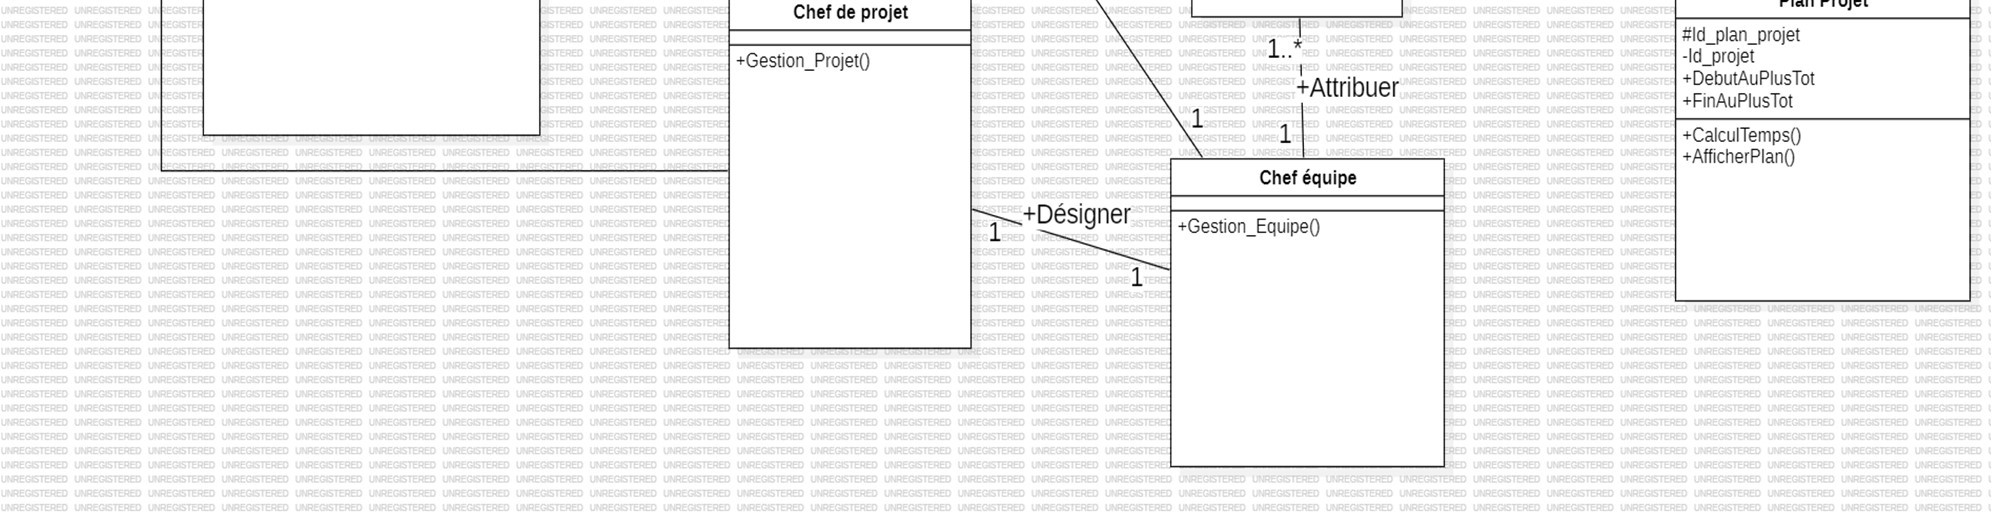 Chef de projet
+Gestion_Projet()
1..*
+Attribuer
1
1
Plan Projet
#Id_plan_projet
-Id_projet
+DebutAuPlusTot
+FinAuPlusTot
+CalculTemps()
+AfficherPlan()
+Désigner
1
1
Chef équipe
+Gestion_Equipe()
UNREGISTERED